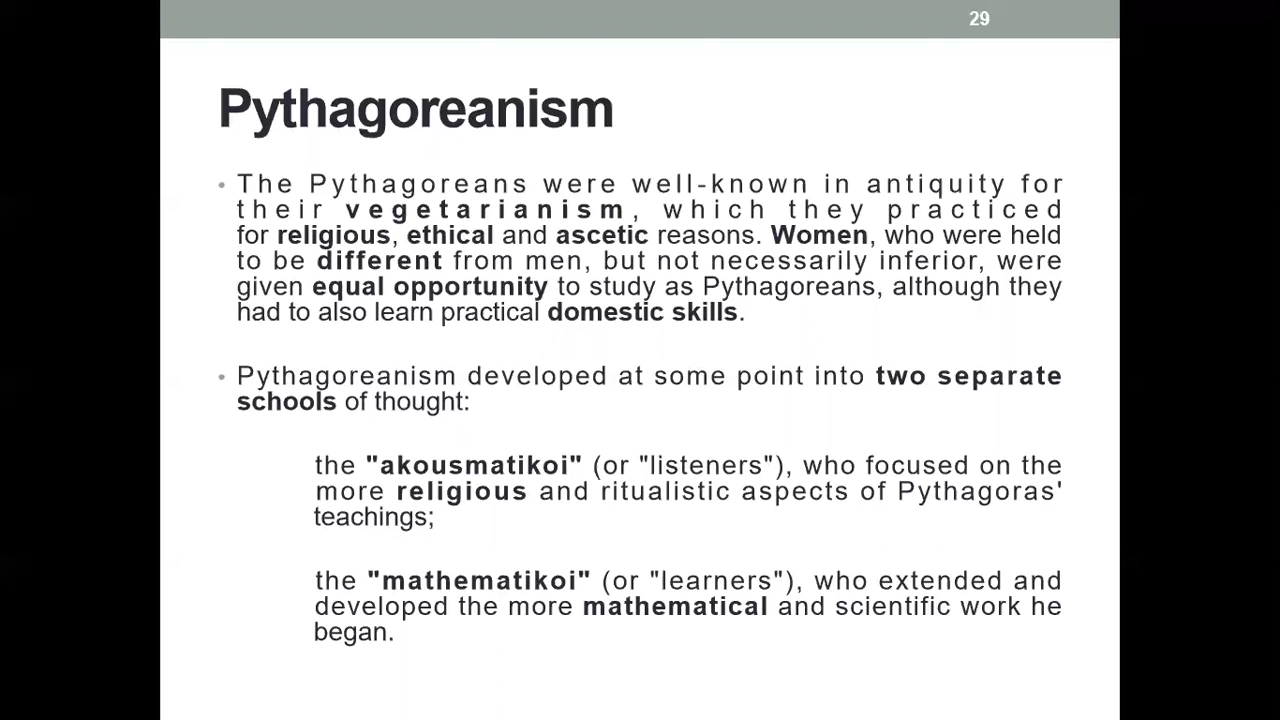 29
Pythagoreanism
• The Pythagoreans were well-known in antiquity for
their vegetarianism, which they practiced
for religious, ethical and ascetic reasons. Women, who were held
to be different from men, but not necessarily inferior, were
given equal opportunity to study as Pythagoreans, although they
had to also learn practical domestic skills.
• Pythagoreanism developed at some point into two separate
schools of thought:
the "akousmatikoi" (or "listeners"), who focused on the
more religious and ritualistic aspects of Pythagoras'
teachings;
the "mathematikoi" (or "learners"), who extended and
developed the more mathematical and scientific work he
began.